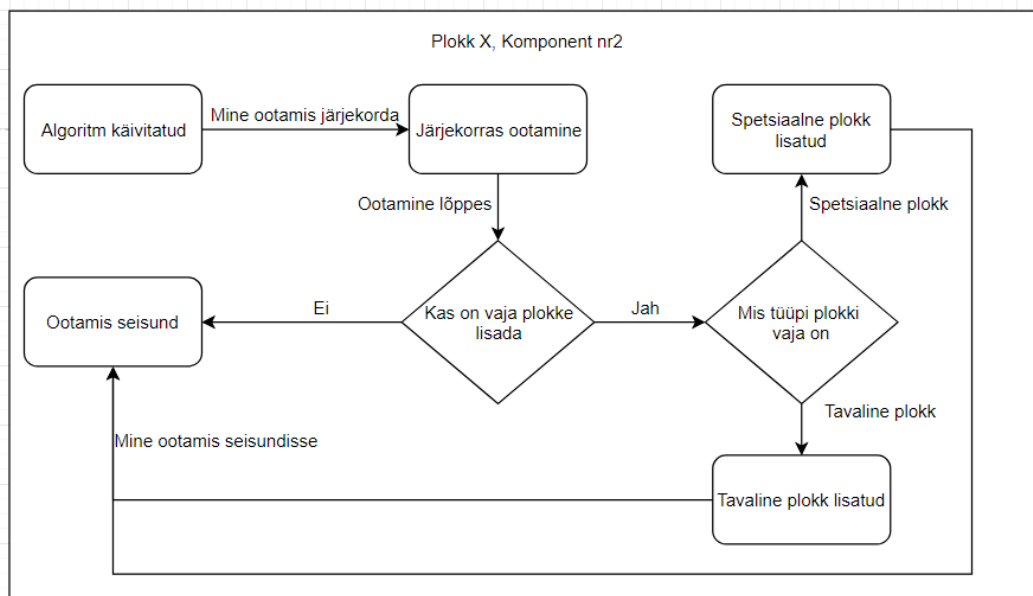 Plokk X, Komponent nr2
Algoritm käivitatud
Mine ootamis järjekorda
Järjekorras ootamine
Spetsiaalne plokk
lisatud
Ootamine lõppes
Spetsiaalne plokk
Ootamis seisund
Ei
Kas on vaja plokke
lisada
Jah
Mis tüüpi plokki
vaja on
Tavaline plokk
Mine ootamis seisundisse
Tavaline plokk lisatud